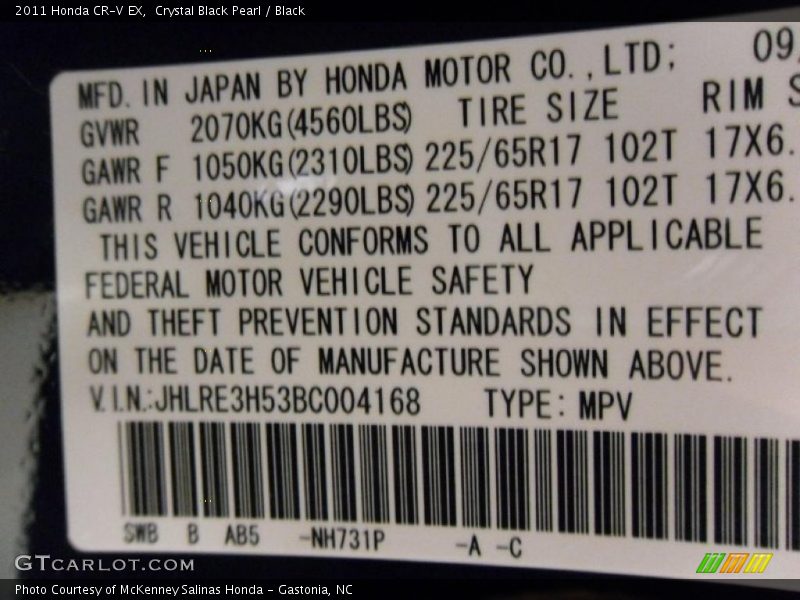 2011 Honda CR-V EX, Crystal Black Pearl / Black
MFD. IN JAPAN BY HONDA MOTOR CO.,LTD; 09
GVWR 2070KG(4560LBS) TIRE SIZE RIM S
GAWR F 1050KG(2310LBS) 225/65R17 102T 17X6.
GAWR R 1040KG(2290LBS) 225/65R17 102T 17X6.
THIS VEHICLE CONFORMS TO ALL APPLICABLE
FEDERAL MOTOR VEHICLE SAFETY
AND THEFT PREVENTION STANDARDS IN EFFECT
ON THE DATE OF MANUFACTURE SHOWN ABOVE.
V.I.N.:JHLRE3H53BC004168 TYPE: MPV
SWB B AB5 -NH731P -A -C
GTCARLOT.COM
Photo Courtesy of McKenney Salinas Honda - Gastonia, NC